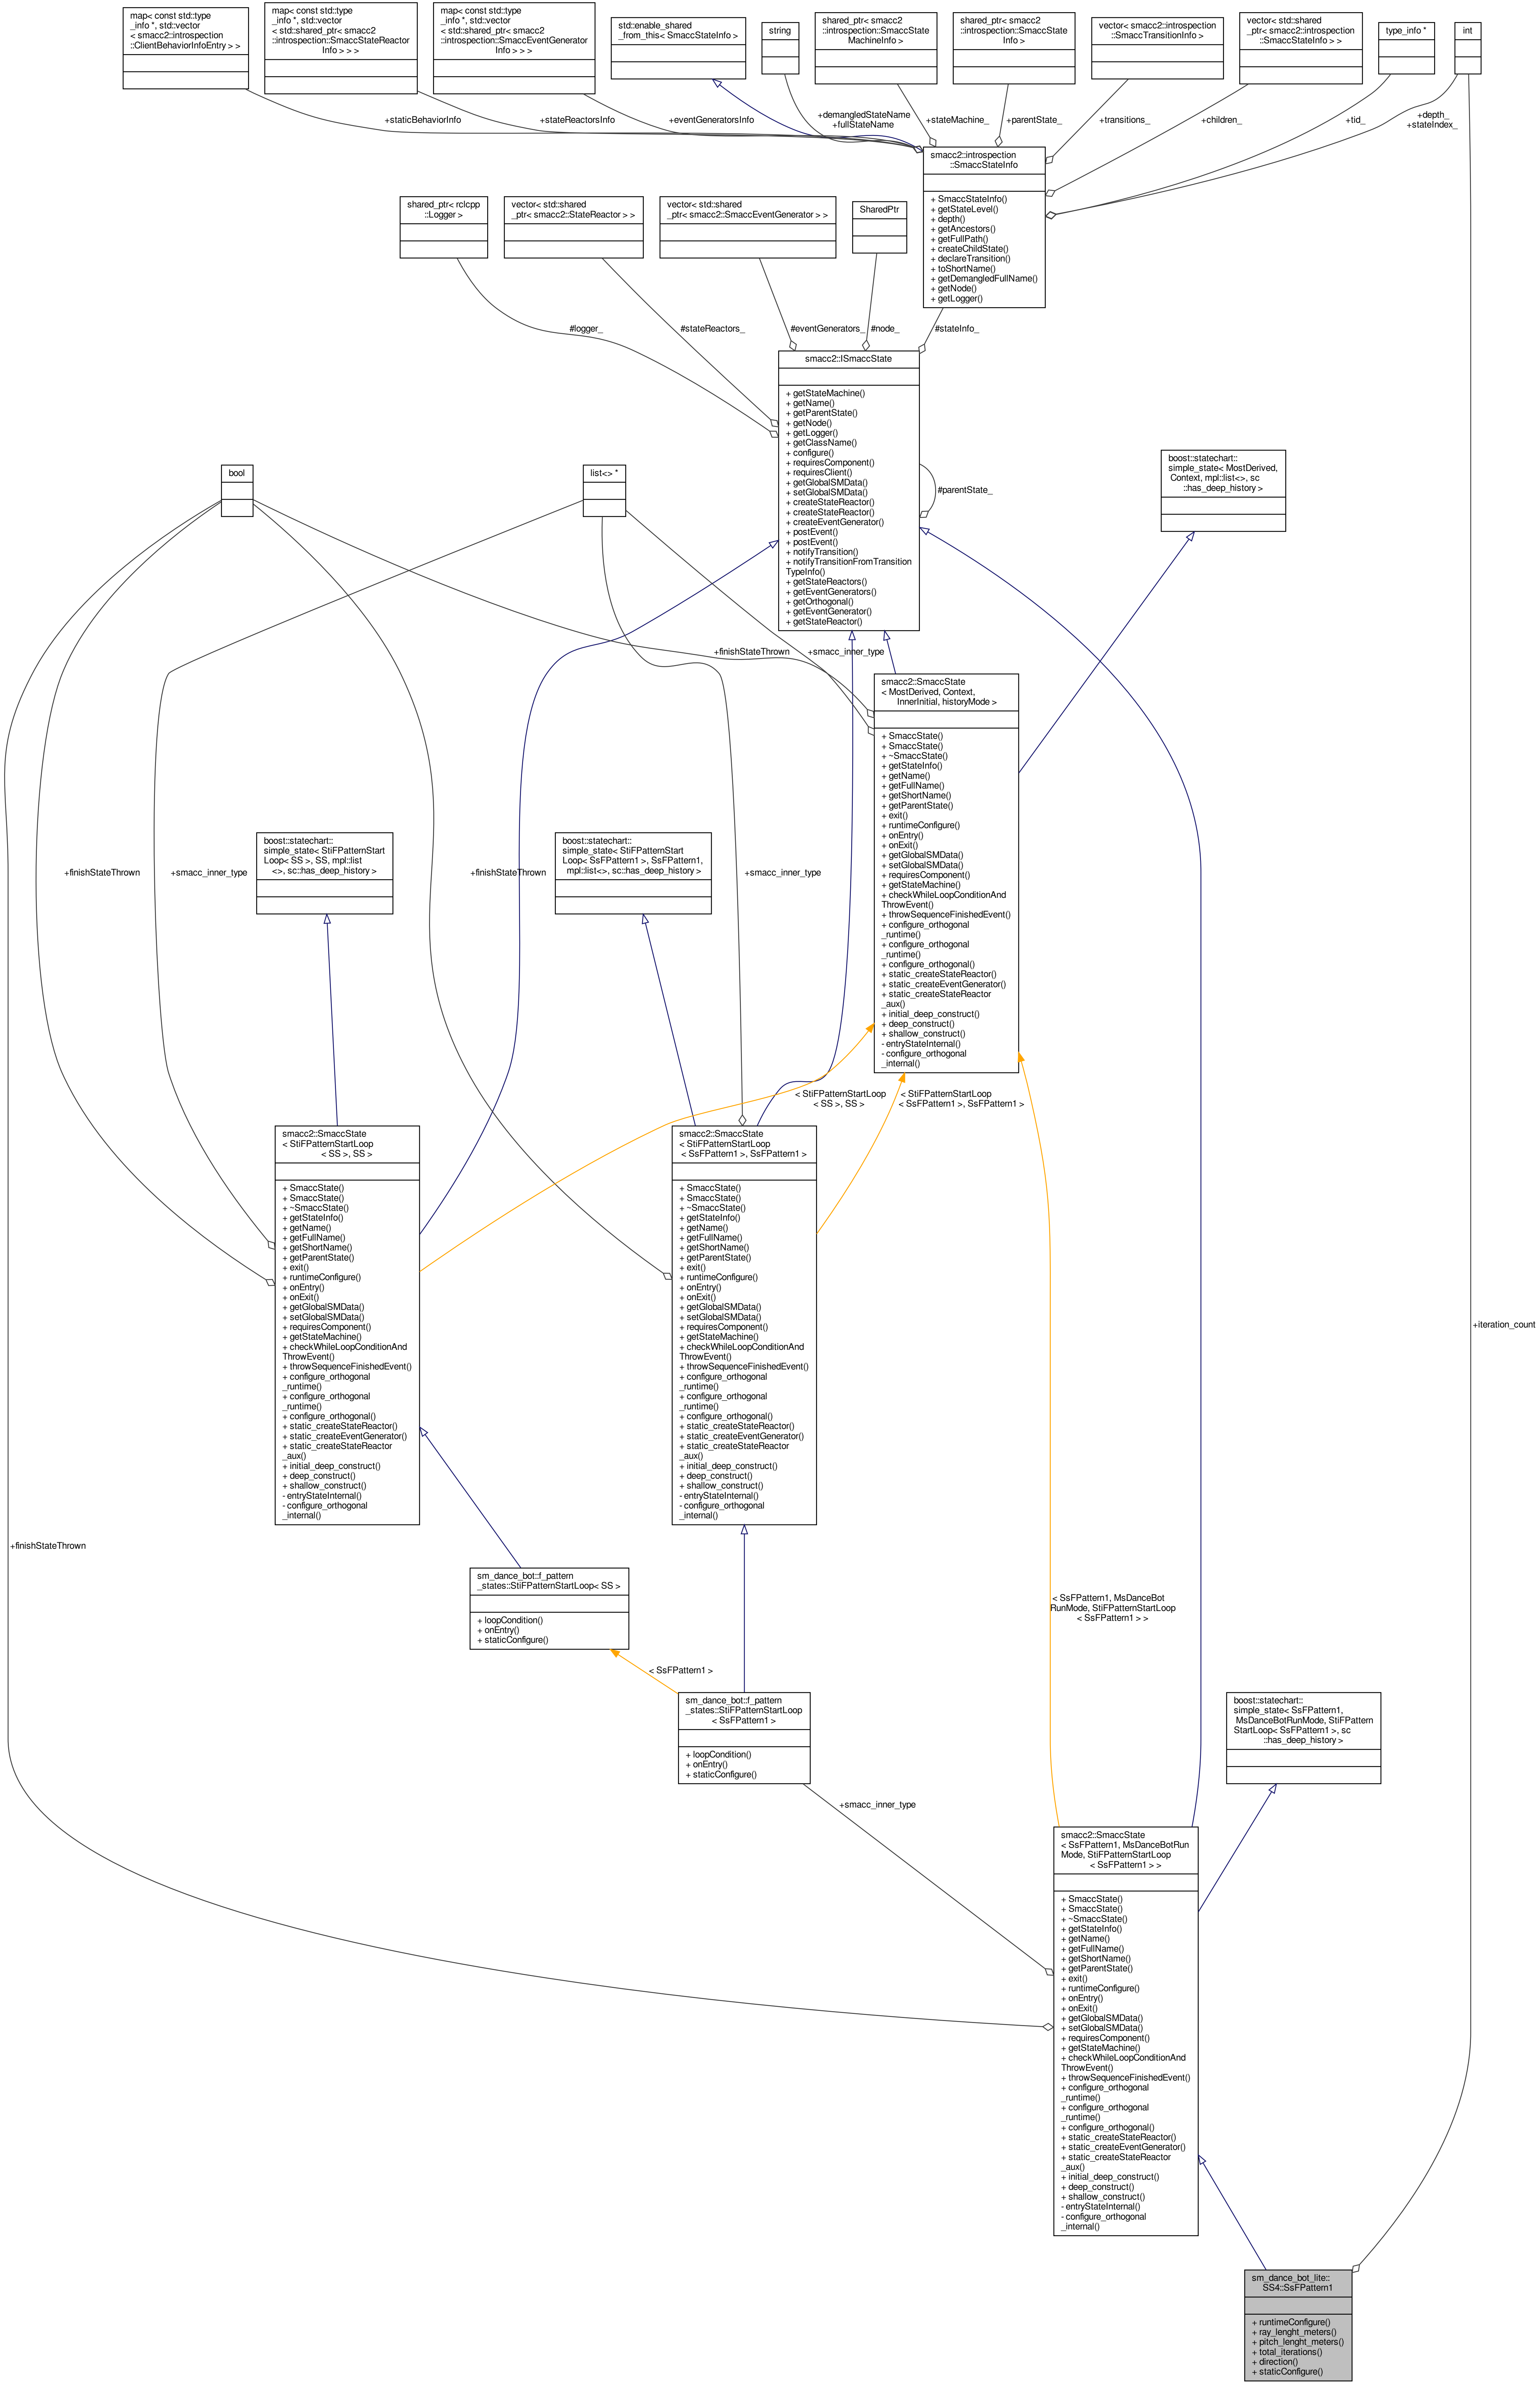 map< const std::type
_info *, std::vector
< smacc2::introspection
::ClientBehaviorInfoEntry > >
map< const std::type
_info *, std::vector
< std::shared_ptr< smacc2
::introspection::SmaccStateReactor
Info > > >
map< const std::type
_info *, std::vector
< std::shared_ptr< smacc2
::introspection::SmaccEventGenerator
Info > > >
std::enable_shared
_from_this< SmaccStateInfo >
string
shared_ptr< smacc2
::introspection::SmaccState
MachineInfo >
shared_ptr< smacc2
::introspection::SmaccState
Info >
vector< smacc2::introspection
::SmaccTransitionInfo >
vector< std::shared
_ptr< smacc2::introspection
::SmaccStateInfo > >
type_info *
int
+staticBehaviorInfo
+stateReactorsInfo
+eventGeneratorsInfo
+demangledStateName
+fullStateName
+stateMachine_
+parentState_
+transitions_
+children_
+tid_
+depth_
+stateIndex_
smacc2::introspection
::SmaccStateInfo
+ SmaccStateInfo()
+ getStateLevel()
+ depth()
+ getAncestors()
+ getFullPath()
+ createChildState()
+ declareTransition()
+ toShortName()
+ getDemangledFullName()
+ getNode()
+ getLogger()
shared_ptr< rclcpp
::Logger >
vector< std::shared
_ptr< smacc2::StateReactor > >
vector< std::shared
_ptr< smacc2::SmaccEventGenerator > >
SharedPtr
#logger_
#stateReactors_
#eventGenerators_
#node_
#stateInfo_
smacc2::ISmaccState
+ getStateMachine()
+ getName()
+ getParentState()
+ getNode()
+ getLogger()
+ getClassName()
+ configure()
+ requiresComponent()
+ requiresClient()
+ getGlobalSMData()
+ setGlobalSMData()
+ createStateReactor()
+ createStateReactor()
+ createEventGenerator()
+ postEvent()
+ postEvent()
+ notifyTransition()
+ notifyTransitionFromTransition
TypeInfo()
+ getStateReactors()
+ getEventGenerators()
+ getOrthogonal()
+ getEventGenerator()
+ getStateReactor()
#parentState_
bool
list<> *
boost::statechart::
simple_state< MostDerived,
Context, mpl::list<>, sc
::has_deep_history >
+finishStateThrown
+smacc_inner_type
smacc2::SmaccState
< MostDerived, Context,
InnerInitial, historyMode >
+ SmaccState()
+ SmaccState()
+ ~SmaccState()
+ getStateInfo()
+ getName()
+ getFullName()
+ getShortName()
+ getParentState()
+ exit()
+ runtimeConfigure()
+ onEntry()
+ onExit()
+ getGlobalSMData()
+ setGlobalSMData()
+ requiresComponent()
+ getStateMachine()
+ checkWhileLoopConditionAnd
ThrowEvent()
+ throwSequenceFinishedEvent()
+ configure_orthogonal
_runtime()
+ configure_orthogonal
_runtime()
+ configure_orthogonal()
+ static_createStateReactor()
+ static_createEventGenerator()
+ static_createStateReactor
_aux()
+ initial_deep_construct()
+ deep_construct()
+ shallow_construct()
- entryStateInternal()
- configure_orthogonal
_internal()
boost::statechart::
simple_state< StiFPatternStart
Loop< SS >, SS, mpl::list
<>, sc::has_deep_history >
boost::statechart::
simple_state< StiFPatternStart
Loop< SsFPattern1 >, SsFPattern1,
mpl::list<>, sc::has_deep_history >
+finishStateThrown
+smacc_inner_type
+finishStateThrown
+smacc_inner_type
< StiFPatternStartLoop
< SS >, SS >
< StiFPatternStartLoop
< SsFPattern1 >, SsFPattern1 >
smacc2::SmaccState
< StiFPatternStartLoop
< SS >, SS >
+ SmaccState()
+ SmaccState()
+ ~SmaccState()
+ getStateInfo()
+ getName()
+ getFullName()
+ getShortName()
+ getParentState()
+ exit()
+ runtimeConfigure()
+ onEntry()
+ onExit()
+ getGlobalSMData()
+ setGlobalSMData()
+ requiresComponent()
+ getStateMachine()
+ checkWhileLoopConditionAnd
ThrowEvent()
+ throwSequenceFinishedEvent()
+ configure_orthogonal
_runtime()
+ configure_orthogonal
_runtime()
+ configure_orthogonal()
+ static_createStateReactor()
+ static_createEventGenerator()
+ static_createStateReactor
_aux()
+ initial_deep_construct()
+ deep_construct()
+ shallow_construct()
- entryStateInternal()
- configure_orthogonal
_internal()
smacc2::SmaccState
< StiFPatternStartLoop
< SsFPattern1 >, SsFPattern1 >
+ SmaccState()
+ SmaccState()
+ ~SmaccState()
+ getStateInfo()
+ getName()
+ getFullName()
+ getShortName()
+ getParentState()
+ exit()
+ runtimeConfigure()
+ onEntry()
+ onExit()
+ getGlobalSMData()
+ setGlobalSMData()
+ requiresComponent()
+ getStateMachine()
+ checkWhileLoopConditionAnd
ThrowEvent()
+ throwSequenceFinishedEvent()
+ configure_orthogonal
_runtime()
+ configure_orthogonal
_runtime()
+ configure_orthogonal()
+ static_createStateReactor()
+ static_createEventGenerator()
+ static_createStateReactor
_aux()
+ initial_deep_construct()
+ deep_construct()
+ shallow_construct()
- entryStateInternal()
- configure_orthogonal
_internal()
+iteration_count
+finishStateThrown
sm_dance_bot::f_pattern
_states::StiFPatternStartLoop< SS >
+ loopCondition()
+ onEntry()
+ staticConfigure()
< SsFPattern1, MsDanceBot
RunMode, StiFPatternStartLoop
< SsFPattern1 > >
< SsFPattern1 >
sm_dance_bot::f_pattern
_states::StiFPatternStartLoop
< SsFPattern1 >
+ loopCondition()
+ onEntry()
+ staticConfigure()
boost::statechart::
simple_state< SsFPattern1,
MsDanceBotRunMode, StiFPattern
StartLoop< SsFPattern1 >, sc
::has_deep_history >
+smacc_inner_type
smacc2::SmaccState
< SsFPattern1, MsDanceBotRun
Mode, StiFPatternStartLoop
< SsFPattern1 > >
+ SmaccState()
+ SmaccState()
+ ~SmaccState()
+ getStateInfo()
+ getName()
+ getFullName()
+ getShortName()
+ getParentState()
+ exit()
+ runtimeConfigure()
+ onEntry()
+ onExit()
+ getGlobalSMData()
+ setGlobalSMData()
+ requiresComponent()
+ getStateMachine()
+ checkWhileLoopConditionAnd
ThrowEvent()
+ throwSequenceFinishedEvent()
+ configure_orthogonal
_runtime()
+ configure_orthogonal
_runtime()
+ configure_orthogonal()
+ static_createStateReactor()
+ static_createEventGenerator()
+ static_createStateReactor
_aux()
+ initial_deep_construct()
+ deep_construct()
+ shallow_construct()
- entryStateInternal()
- configure_orthogonal
_internal()
sm_dance_bot_lite::
SS4::SsFPattern1
+ runtimeConfigure()
+ ray_lenght_meters()
+ pitch_lenght_meters()
+ total_iterations()
+ direction()
+ staticConfigure()